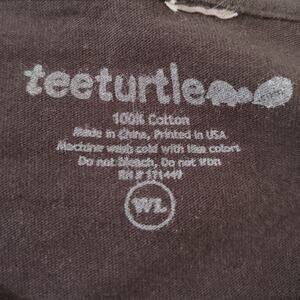 teeturtle
100% Cotton
Made in China, Printed in USA
Machine wash cold with like colors
Do not bleach, Do not iron
RN # 171449
WL